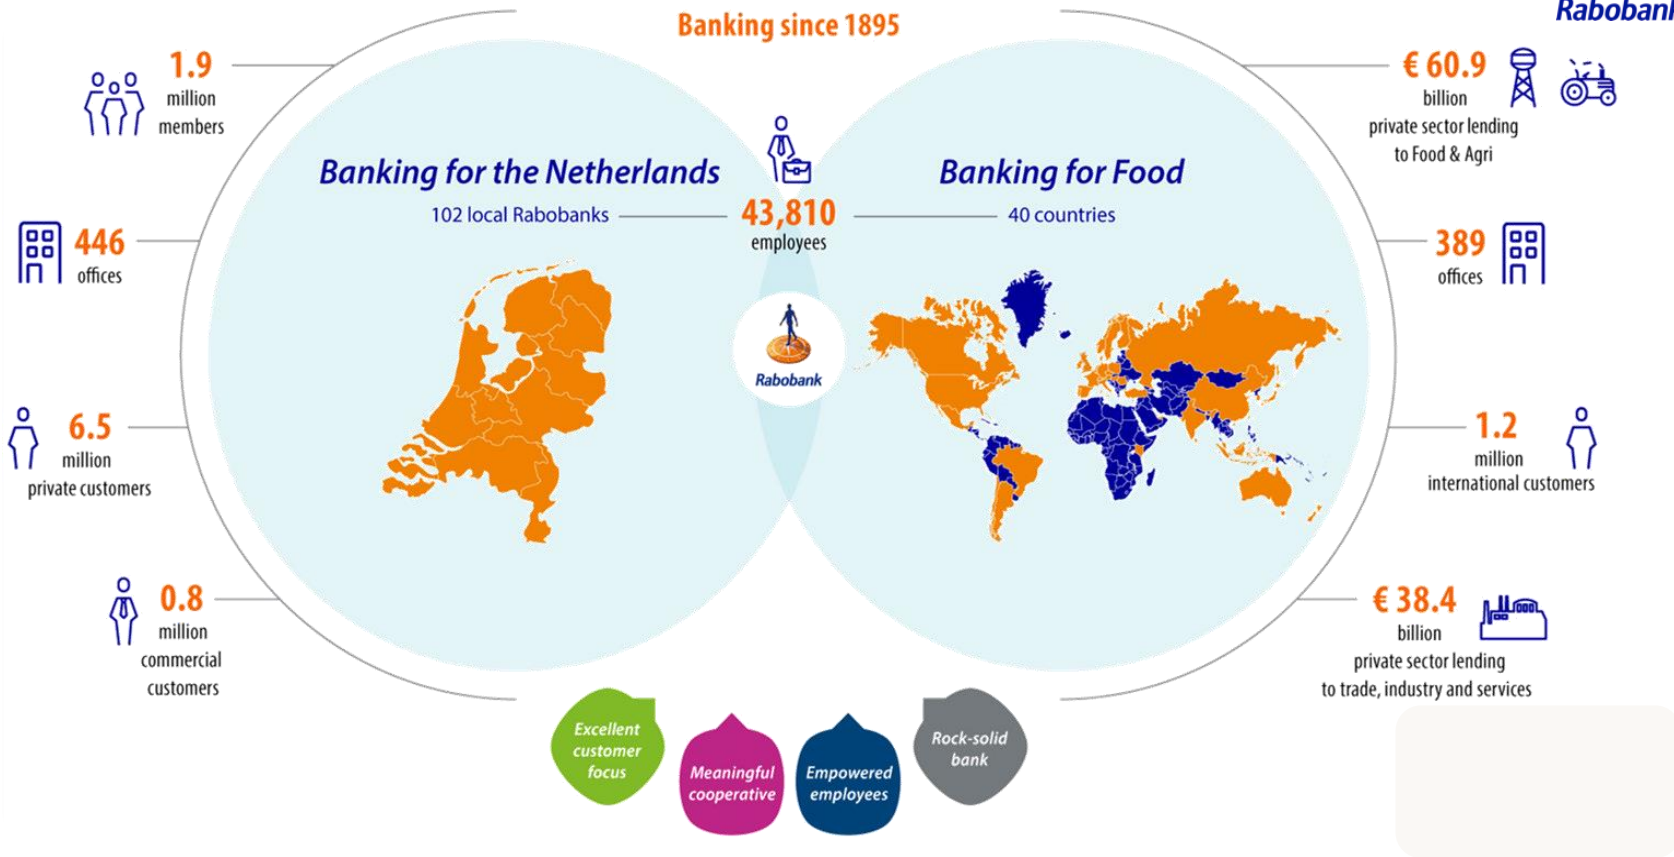 Banking since 1895
Rabobank
1.9
million
members
446
offices
6.5
million
private customers
0.8
million
commercial
customers
Banking for the Netherlands
102 local Rabobanks
43,810
employees
Rabobank
Banking for Food
40 countries
€ 60.9
billion
private sector lending
to Food & Agri
389
offices
1.2
million
international customers
€ 38.4
billion
private sector lending
to trade, industry and services
Excellent
customer
focus
Meaningful
cooperative
Empowered
employees
Rock-solid
bank